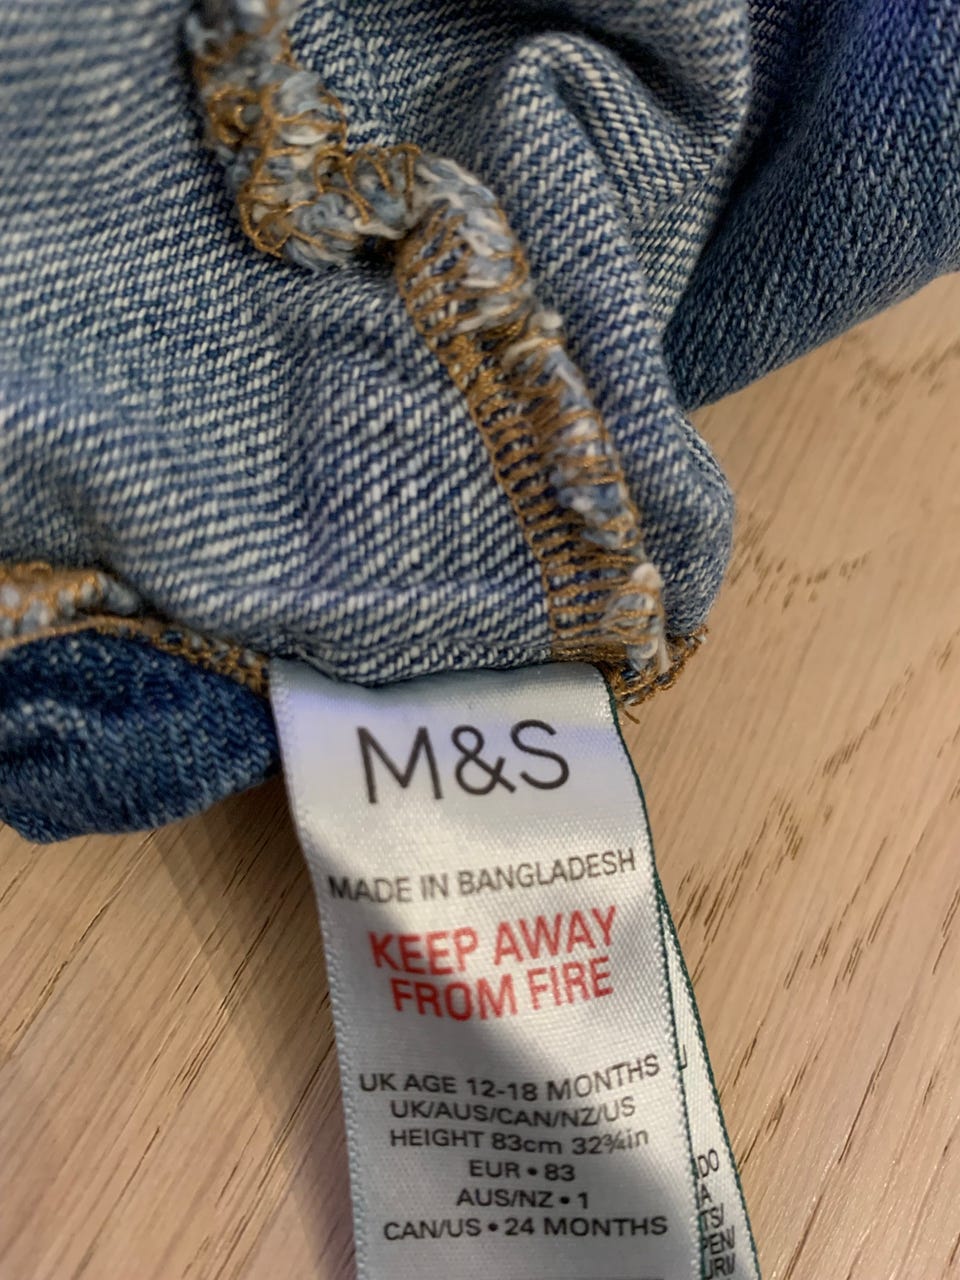 M&S
MADE IN BANGLADESH
KEEP AWAY
FROM FIRE
UK AGE 12-18 MONTHS
UK/AUS/CAN/NZ/US
HEIGHT 83cm 32¾in
EUR • 83
AUS/NZ • 1
CAN/US • 24 MONTHS